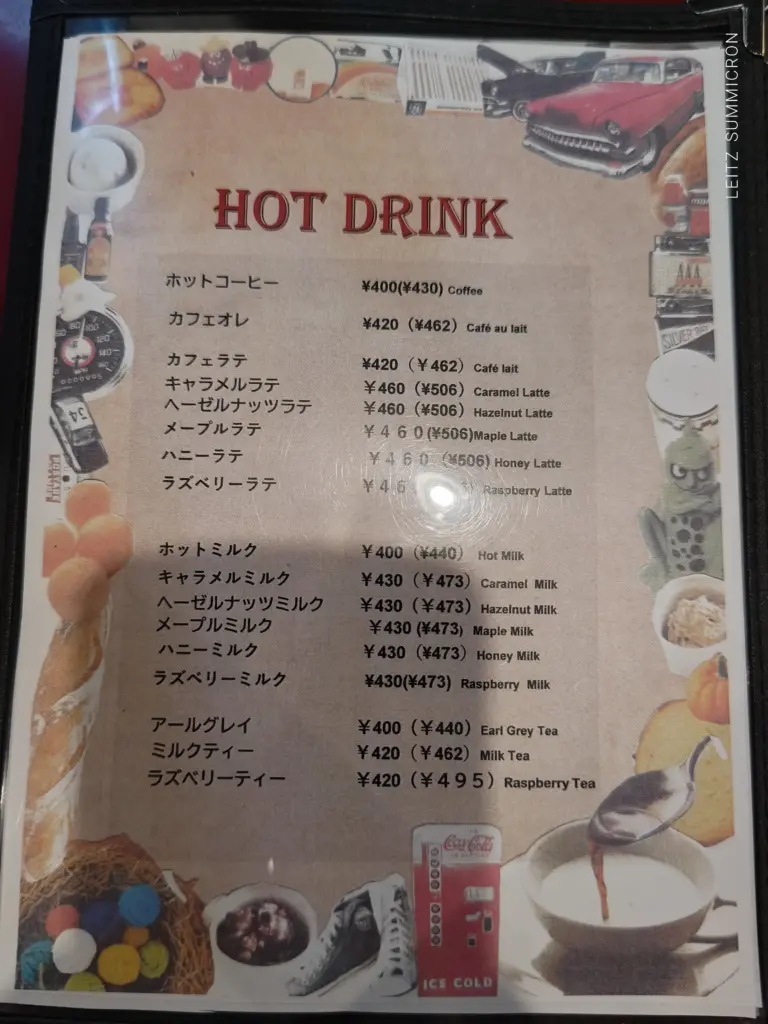 LEITZ SUMMICRON
HOT DRINK
ホットコーヒー ¥400(¥430) Coffee
カフェオレ ¥420（¥462） Café au lait
カフェラテ ¥420（￥462） Café lait
キャラメルラテ ￥460（¥506） Caramel Latte
ヘーゼルナッツラテ ￥460（¥506） Hazelnut Latte
メープルラテ ￥４６０(¥506)Maple Latte
ハニーラテ ￥４６０（¥506) Honey Latte
ラズベリーラテ Raspberry Latte
ホットミルク ￥400（¥440） Hot Milk
キャラメルミルク ￥430（￥473） Caramel Milk
ヘーゼルナッツミルク ￥430（￥473） Hazelnut Milk
メープルミルク ￥430 (¥473) Maple Milk
ハニーミルク ￥430（¥473） Honey Milk
ラズベリーミルク ¥430(¥473) Raspberry Milk
アールグレイ ￥400（￥440） Earl Grey Tea
ミルクティー ￥420（￥462） Milk Tea
ラズベリーティー ￥420（￥４９５） Raspberry Tea
34
Coca-Cola
ICE COLD